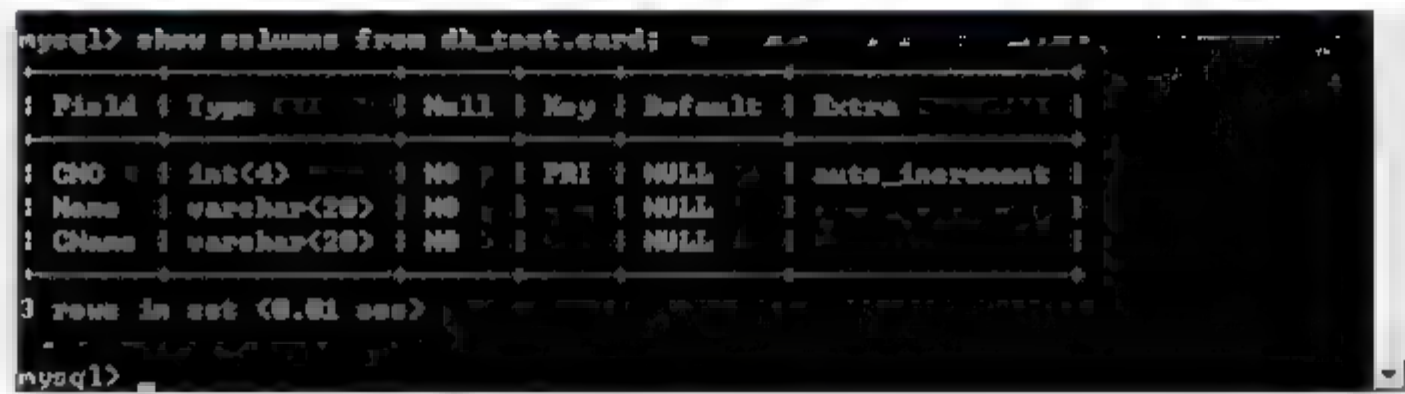 mysql> show columns from db_test.card;
+-------+-------------+------+-----+---------+----------------+
| Field | Type | Null | Key | Default | Extra |
+-------+-------------+------+-----+---------+----------------+
| CNO | int(4) | NO | PRI | NULL | auto_increment |
| Name | varchar(20) | NO | | NULL | |
| CName | varchar(20) | NO | | NULL | |
+-------+-------------+------+-----+---------+----------------+
3 rows in set (0.01 sec)
mysql> _